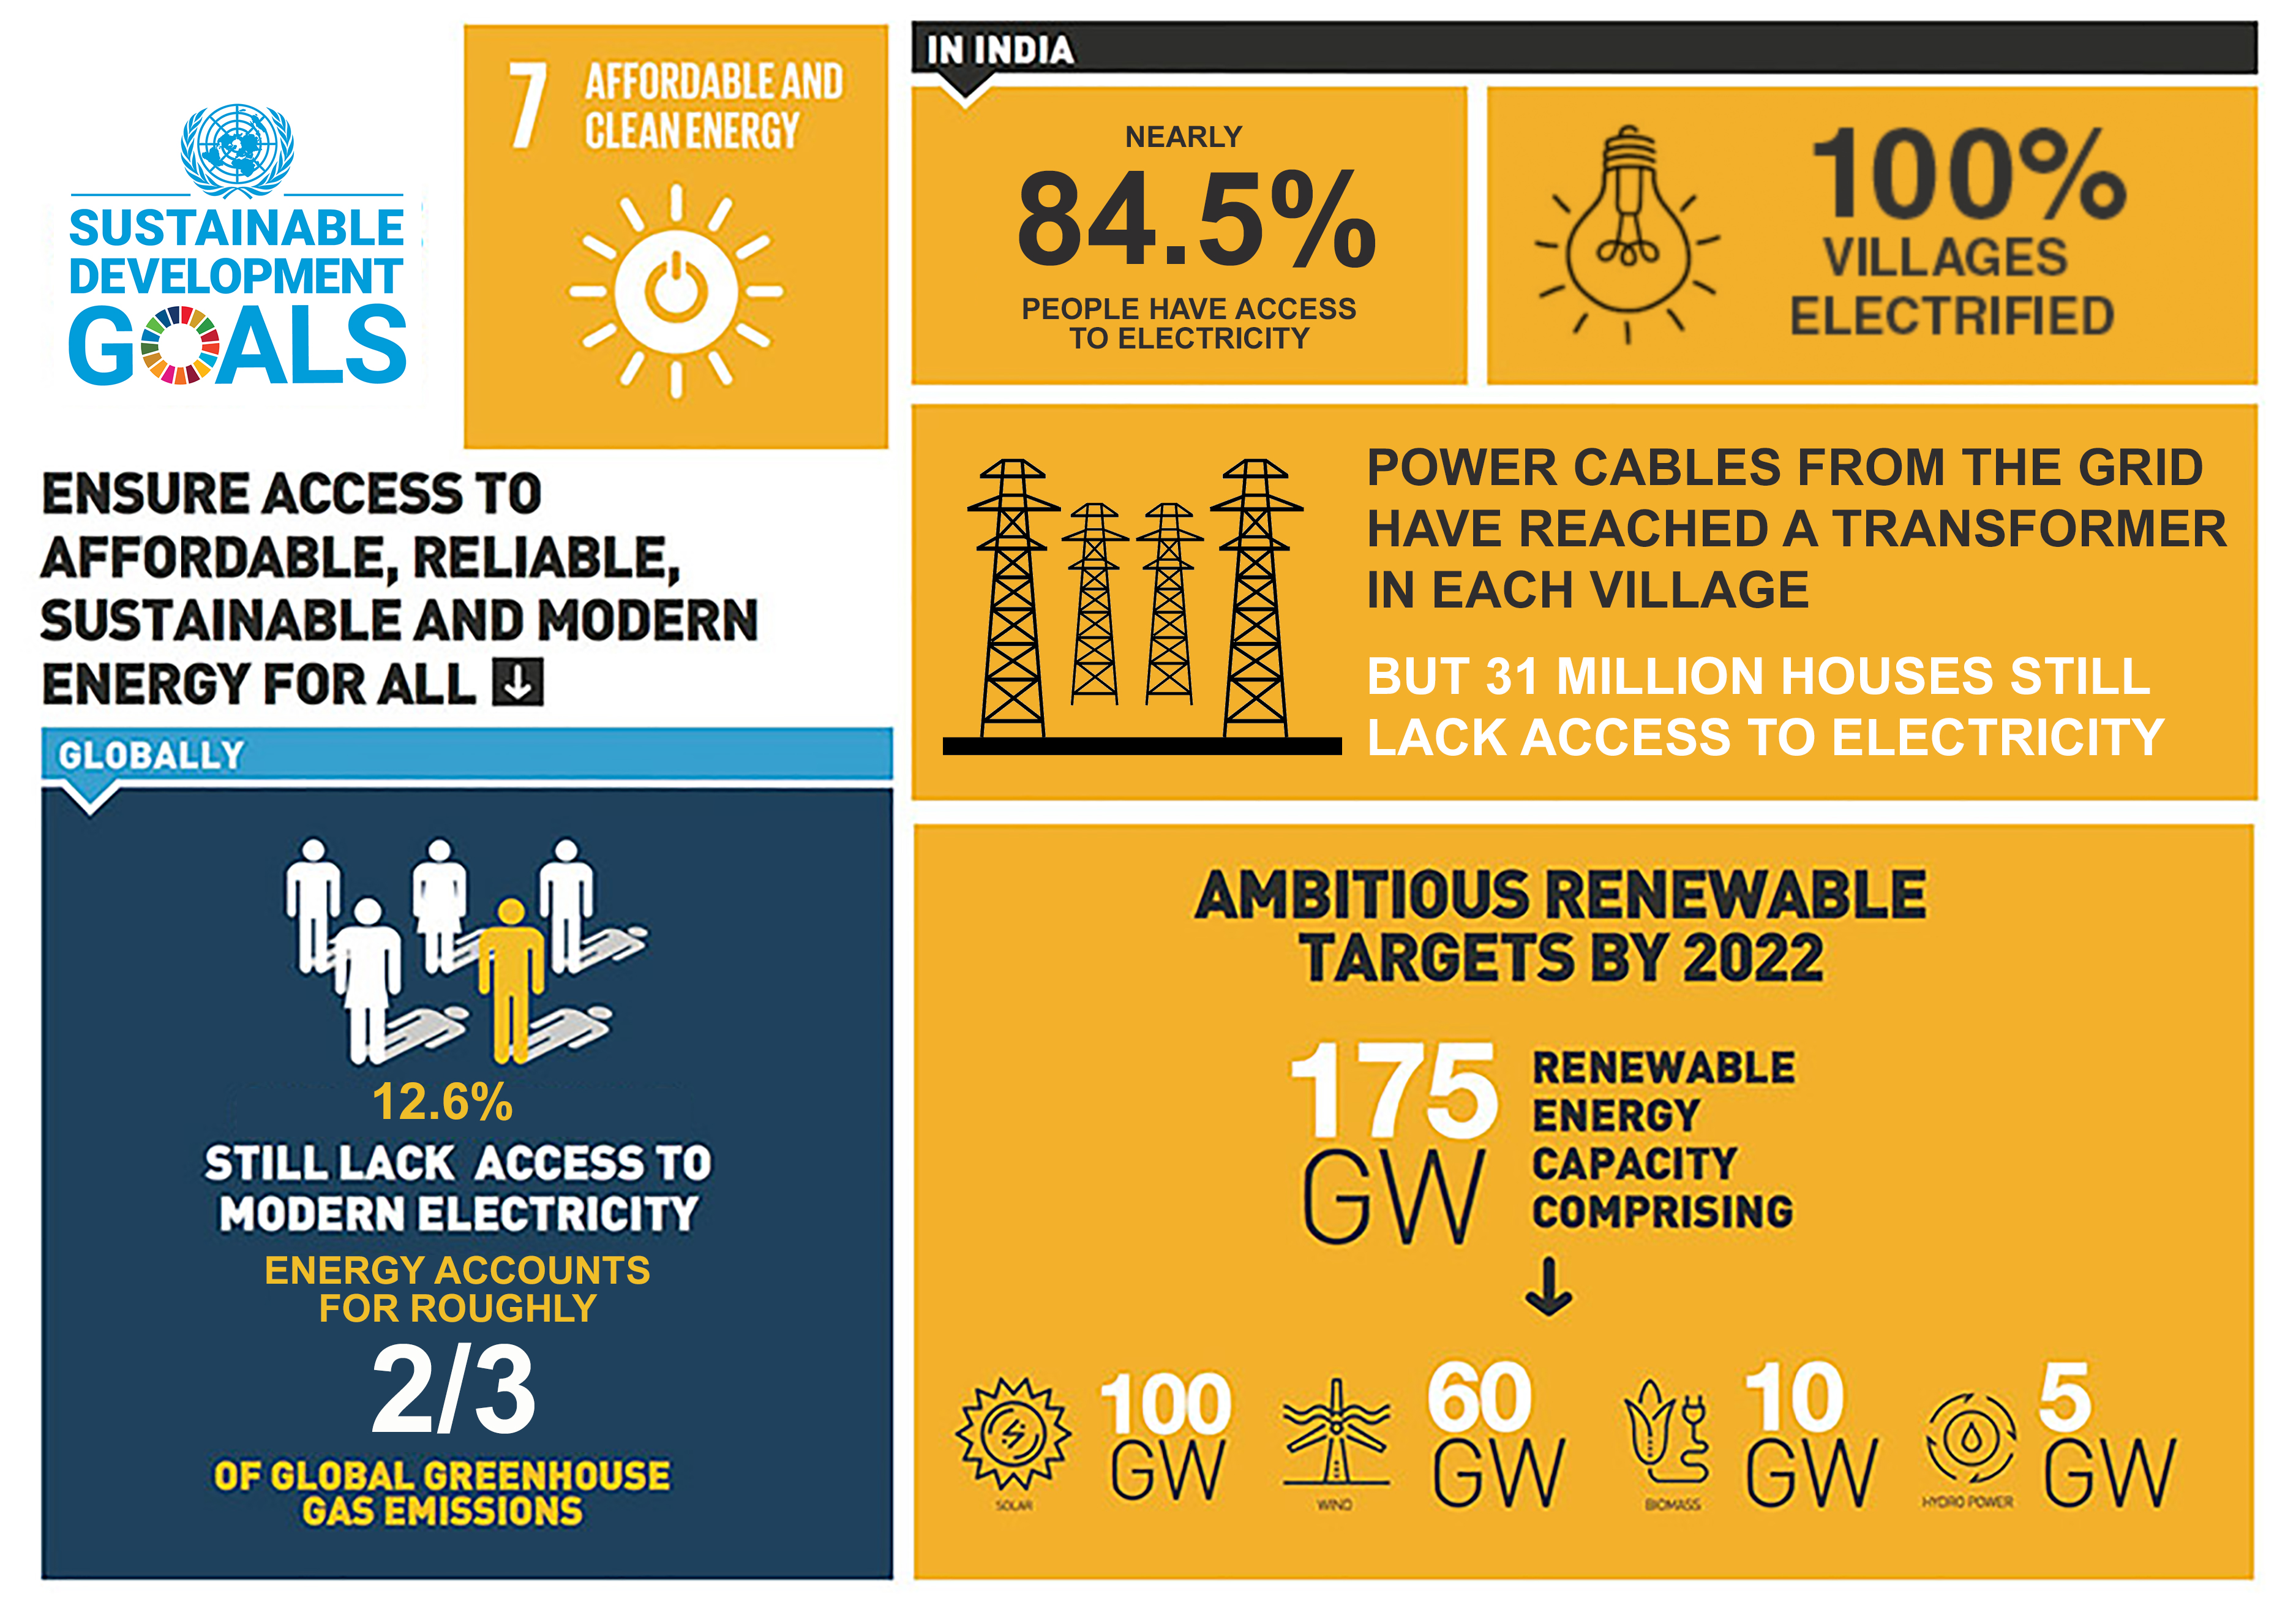 SUSTAINABLE
DEVELOPMENT
GOALS
7 AFFORDABLE AND
CLEAN ENERGY
ENSURE ACCESS TO
AFFORDABLE, RELIABLE,
SUSTAINABLE AND MODERN
ENERGY FOR ALL
GLOBALLY
12.6%
STILL LACK ACCESS TO
MODERN ELECTRICITY
ENERGY ACCOUNTS
FOR ROUGHLY
2/3
OF GLOBAL GREENHOUSE
GAS EMISSIONS
IN INDIA
NEARLY
84.5%
PEOPLE HAVE ACCESS
TO ELECTRICITY
100%
VILLAGES
ELECTRIFIED
POWER CABLES FROM THE GRID
HAVE REACHED A TRANSFORMER
IN EACH VILLAGE
BUT 31 MILLION HOUSES STILL
LACK ACCESS TO ELECTRICITY
AMBITIOUS RENEWABLE
TARGETS BY 2022
175
GW
RENEWABLE
ENERGY
CAPACITY
COMPRISING
SOLAR
100
GW
WIND
60
GW
BIOMASS
10
GW
HYDRO POWER
5
GW